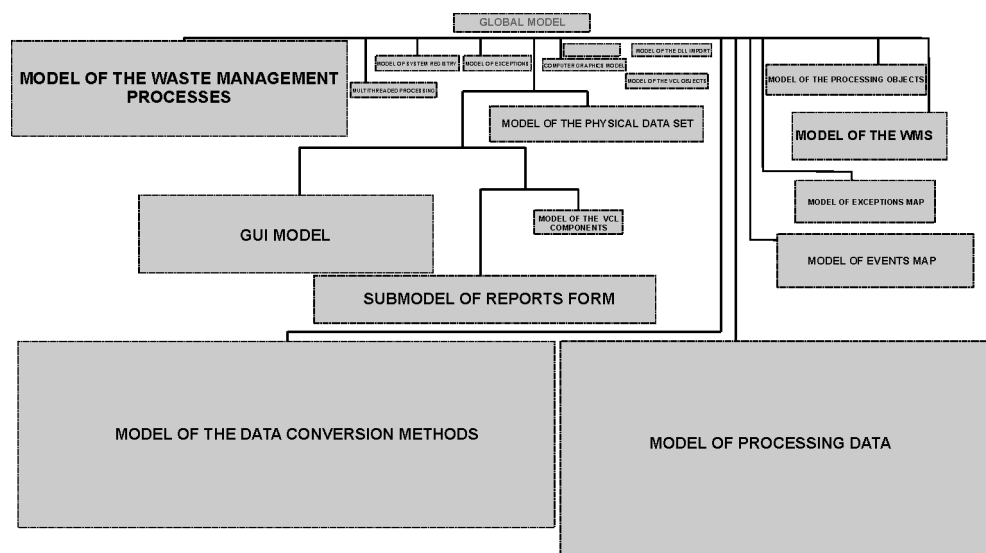 GLOBAL MODEL
MODEL OF THE WASTE MANAGEMENT
PROCESSES
MODEL OF SYSTEM REGISTRY
MODEL OF EXCEPTIONS
MODEL OF THE DLL IMPORT
COMPUTER GRAPHICS MODEL
MULTITHREADED PROCESSING
MODEL OF THE VCL OBJECTS
MODEL OF THE PROCESSING OBJECTS
MODEL OF THE PHYSICAL DATA SET
MODEL OF THE WMS
MODEL OF EXCEPTIONS MAP
MODEL OF THE VCL
COMPONENTS
GUI MODEL
MODEL OF EVENTS MAP
SUBMODEL OF REPORTS FORM
MODEL OF THE DATA CONVERSION METHODS
MODEL OF PROCESSING DATA